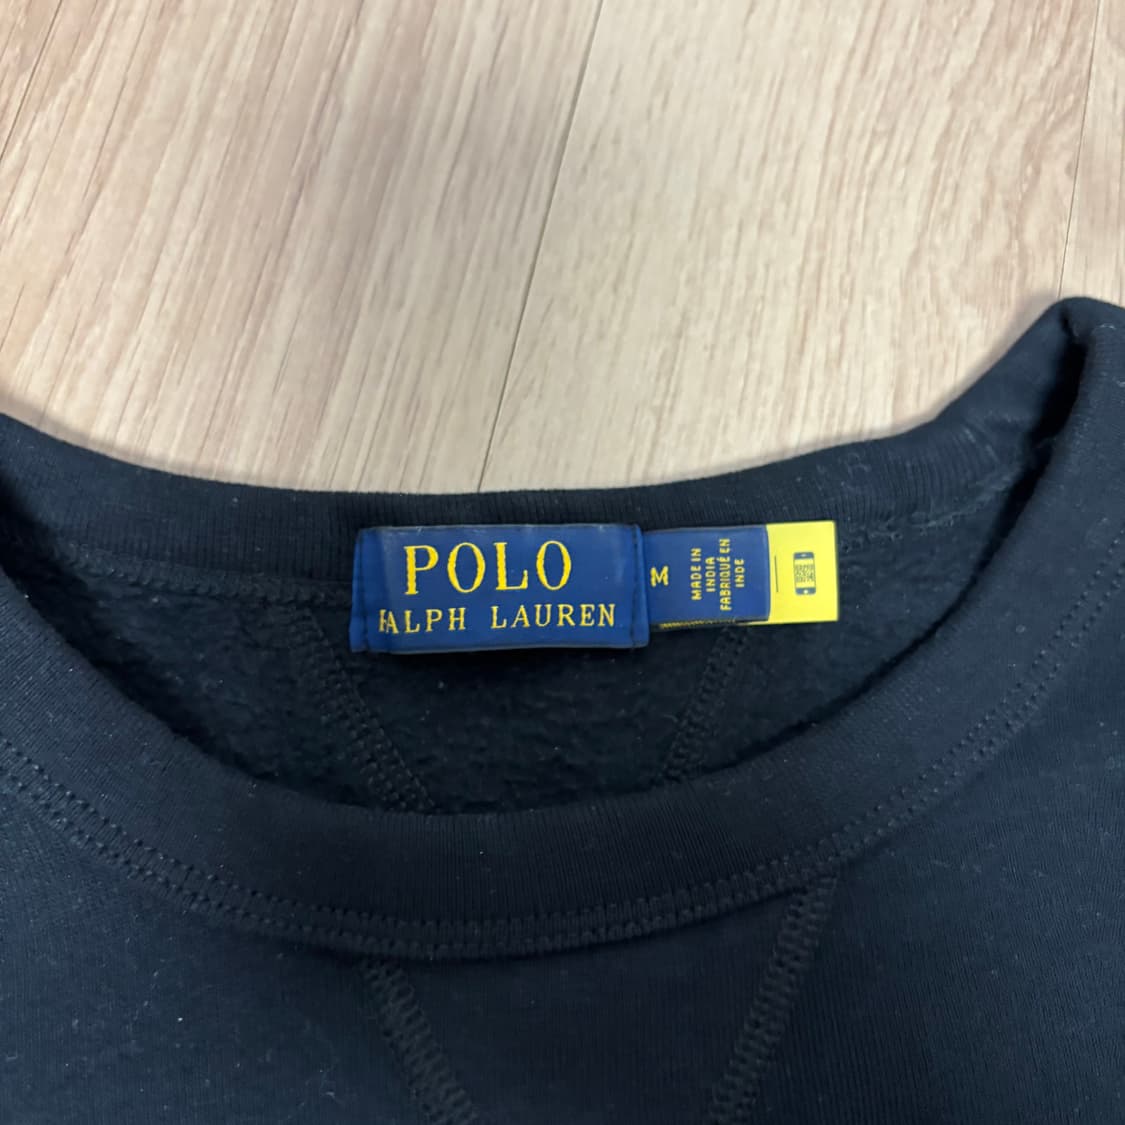 POLO
RALPH LAUREN
M
MADE IN
INDIA
FABRIQUÉ EN
INDE